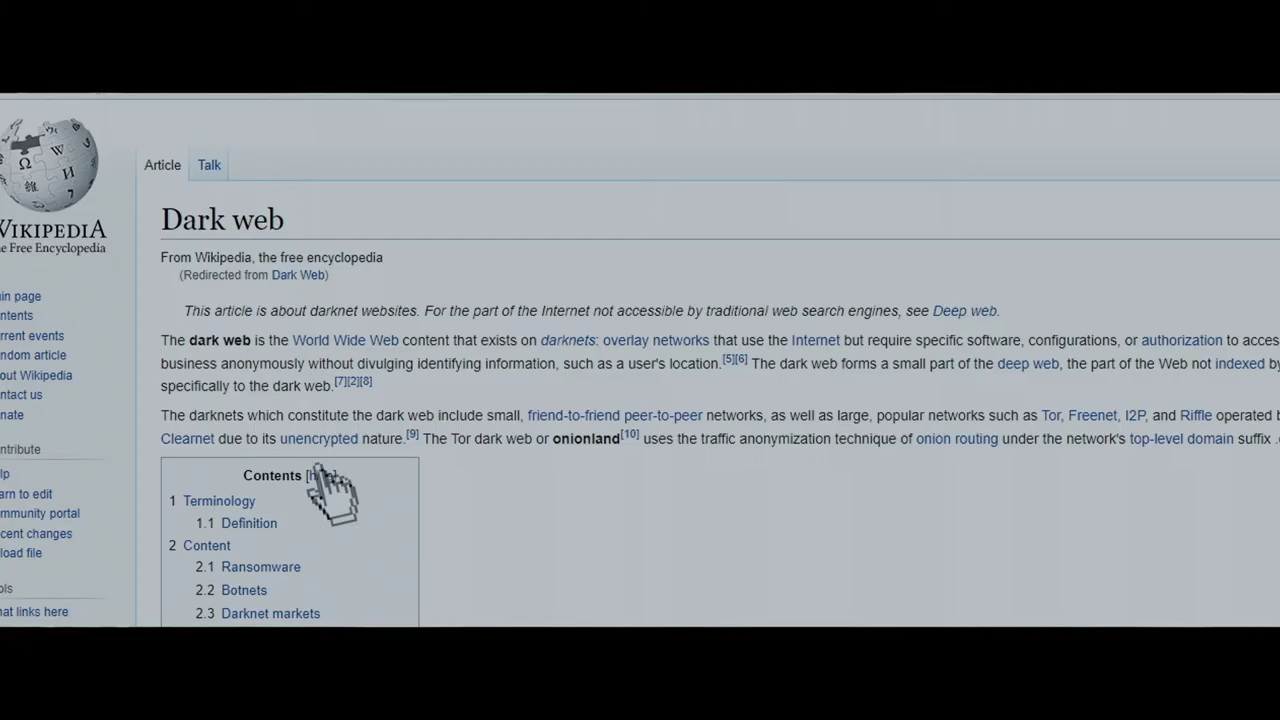 Article Talk
Dark web
WIKIPEDIA
The Free Encyclopedia
From Wikipedia, the free encyclopedia
(Redirected from Dark Web)
This article is about darknet websites. For the part of the Internet not accessible by traditional web search engines, see Deep web.
The dark web is the World Wide Web content that exists on darknets: overlay networks that use the Internet but require specific software, configurations, or authorization to acces
business anonymously without divulging identifying information, such as a user's location.[5][6] The dark web forms a small part of the deep web, the part of the Web not indexed by
specifically to the dark web.[7][2][8]
The darknets which constitute the dark web include small, friend-to-friend peer-to-peer networks, as well as large, popular networks such as Tor, Freenet, I2P, and Riffle operated b
Clearnet due to its unencrypted nature.[9] The Tor dark web or onionland[10] uses the traffic anonymization technique of onion routing under the network's top-level domain suffix .o
Contents
1 Terminology
1.1 Definition
2 Content
2.1 Ransomware
2.2 Botnets
2.3 Darknet markets
in page
ntents
rrent events
ndom article
out Wikipedia
ntact us
nate
ntribute
lp
arn to edit
mmunity portal
cent changes
load file
ols
hat links here